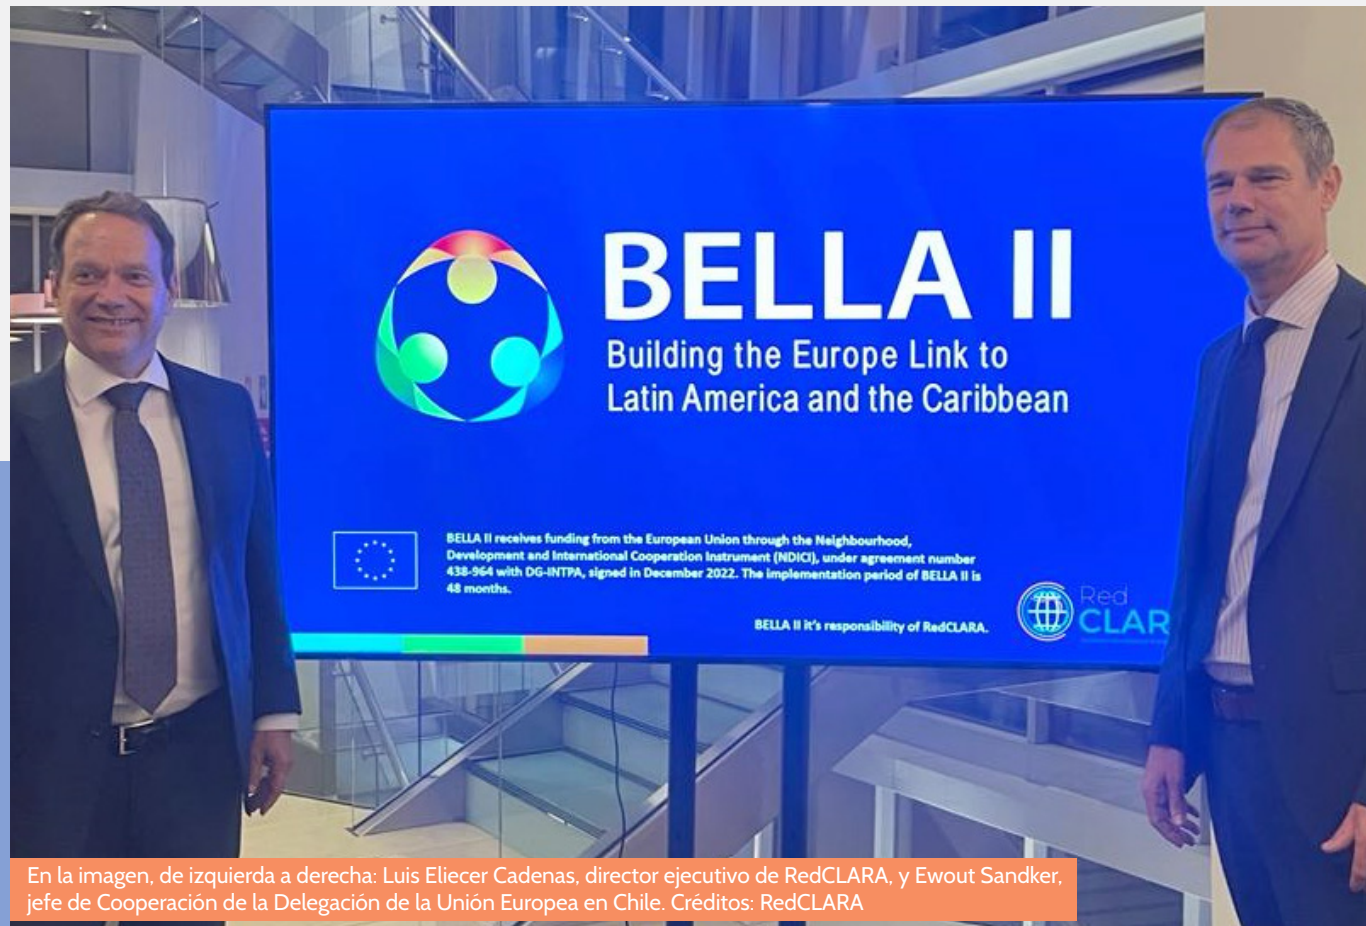 BELLA II
Building the Europe Link to
Latin America and the Caribbean
BELLA II receives funding from the European Union through the Neighbourhood,
Development and International Cooperation Instrument (NDICI), under agreement number
438-964 with DG-INTPA, signed in December 2022. The implementation period of BELLA II is
48 months.
BELLA II it's responsibility of RedCLARA.
Red
CLAR
En la imagen, de izquierda a derecha: Luis Eliecer Cadenas, director ejecutivo de RedCLARA, y Ewout Sandker,
jefe de Cooperación de la Delegación de la Unión Europea en Chile. Créditos: RedCLARA